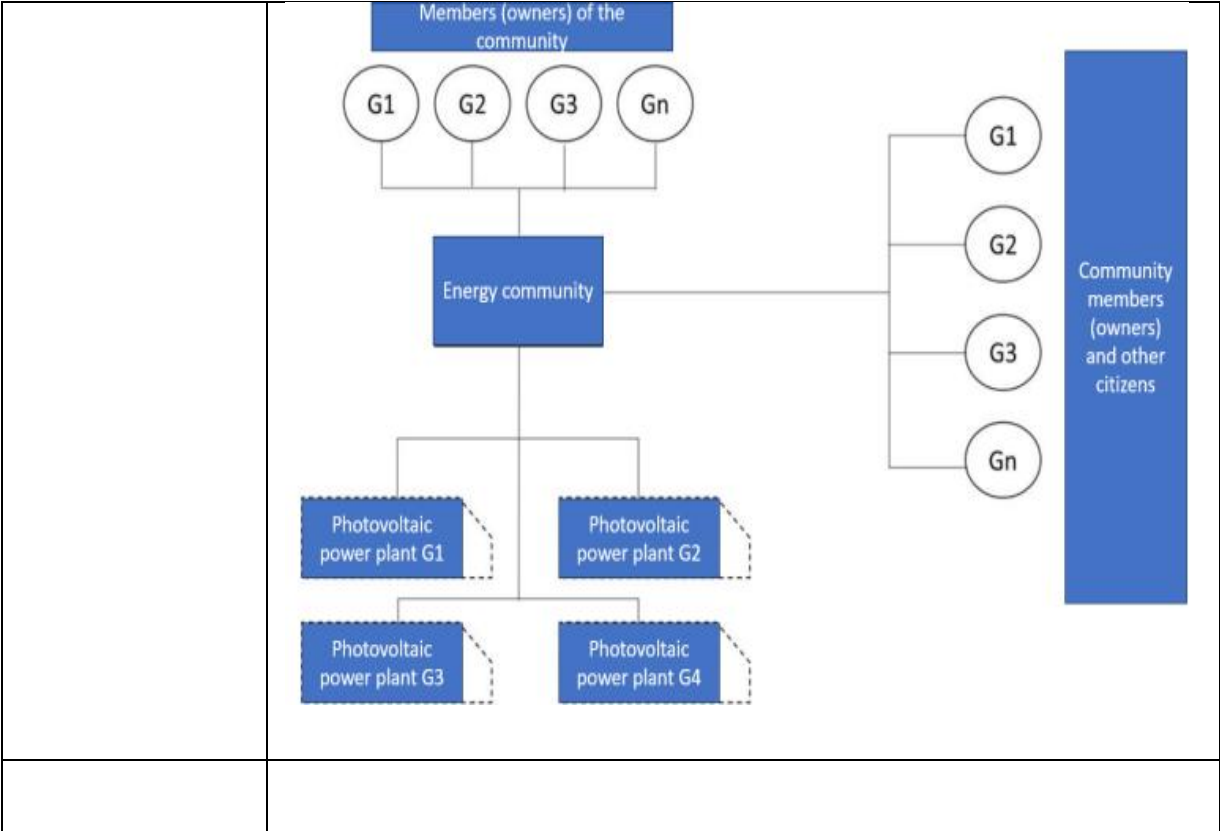 Members (owners) of the
community
G1
G2
G3
Gn
Energy community
G1
G2
G3
Gn
Community
members
(owners)
and other
citizens
Photovoltaic
power plant G1
Photovoltaic
power plant G2
Photovoltaic
power plant G3
Photovoltaic
power plant G4